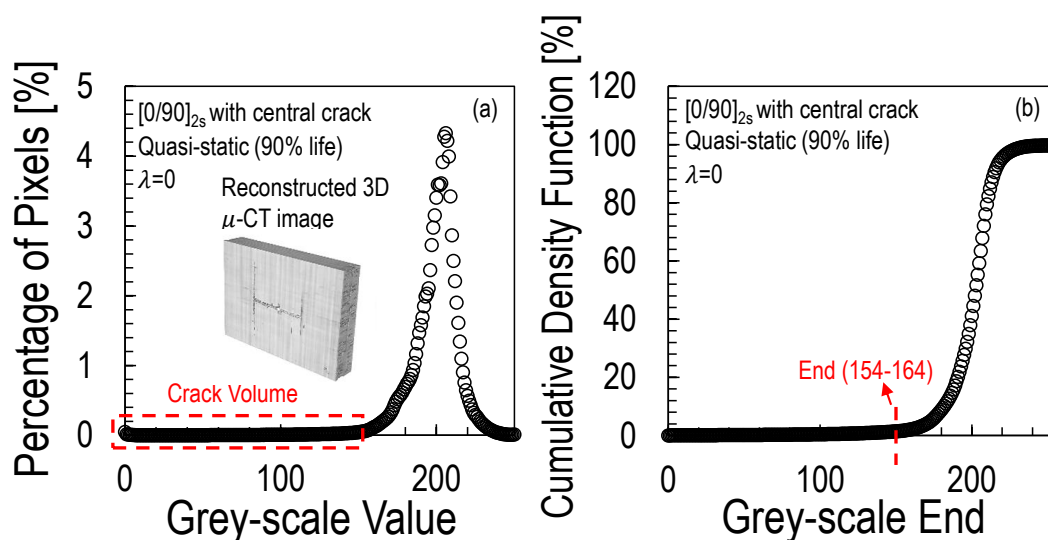 Percentage of Pixels [%]
5
4
3
2
1
0
[0/90]2s with central crack
(a)
Quasi-static (90% life)
λ=0
Reconstructed 3D
μ-CT image
Crack Volume
0
100
200
Grey-scale Value
Cumulative Density Function [%]
120
100
80
60
40
20
0
[0/90]2s with central crack
(b)
Quasi-static (90% life)
λ=0
End (154-164)
0
100
200
Grey-scale End